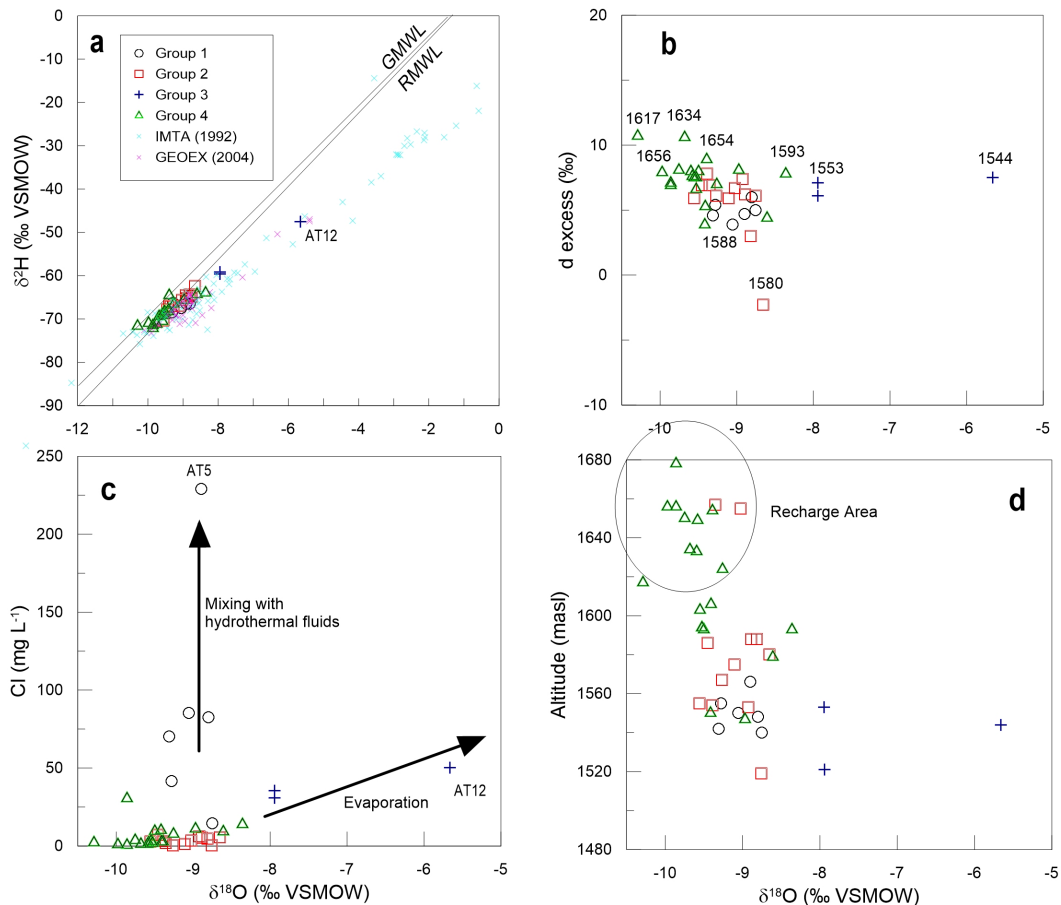 a
0
-10
-20
-30
-40
-50
-60
-70
-80
-90
-12
-10
-8
-6
-4
-2
0
δ²H (‰ VSMOW)
Group 1
Group 2
Group 3
Group 4
IMTA (1992)
GEOEX (2004)
GMWL
RMWL
AT12
b
20
10
0
-10
-10
-9
-8
-7
-6
-5
d excess (‰)
1617
1634
1654
1656
1593
1553
1544
1588
1580
c
250
200
150
100
50
0
-10
-9
-8
-7
-6
-5
Cl (mg L⁻¹)
δ¹⁸O (‰ VSMOW)
AT5
Mixing with
hydrothermal fluids
Evaporation
AT12
d
1680
1640
1600
1560
1520
1480
-10
-9
-8
-7
-6
-5
Altitude (masl)
δ¹⁸O (‰ VSMOW)
Recharge Area